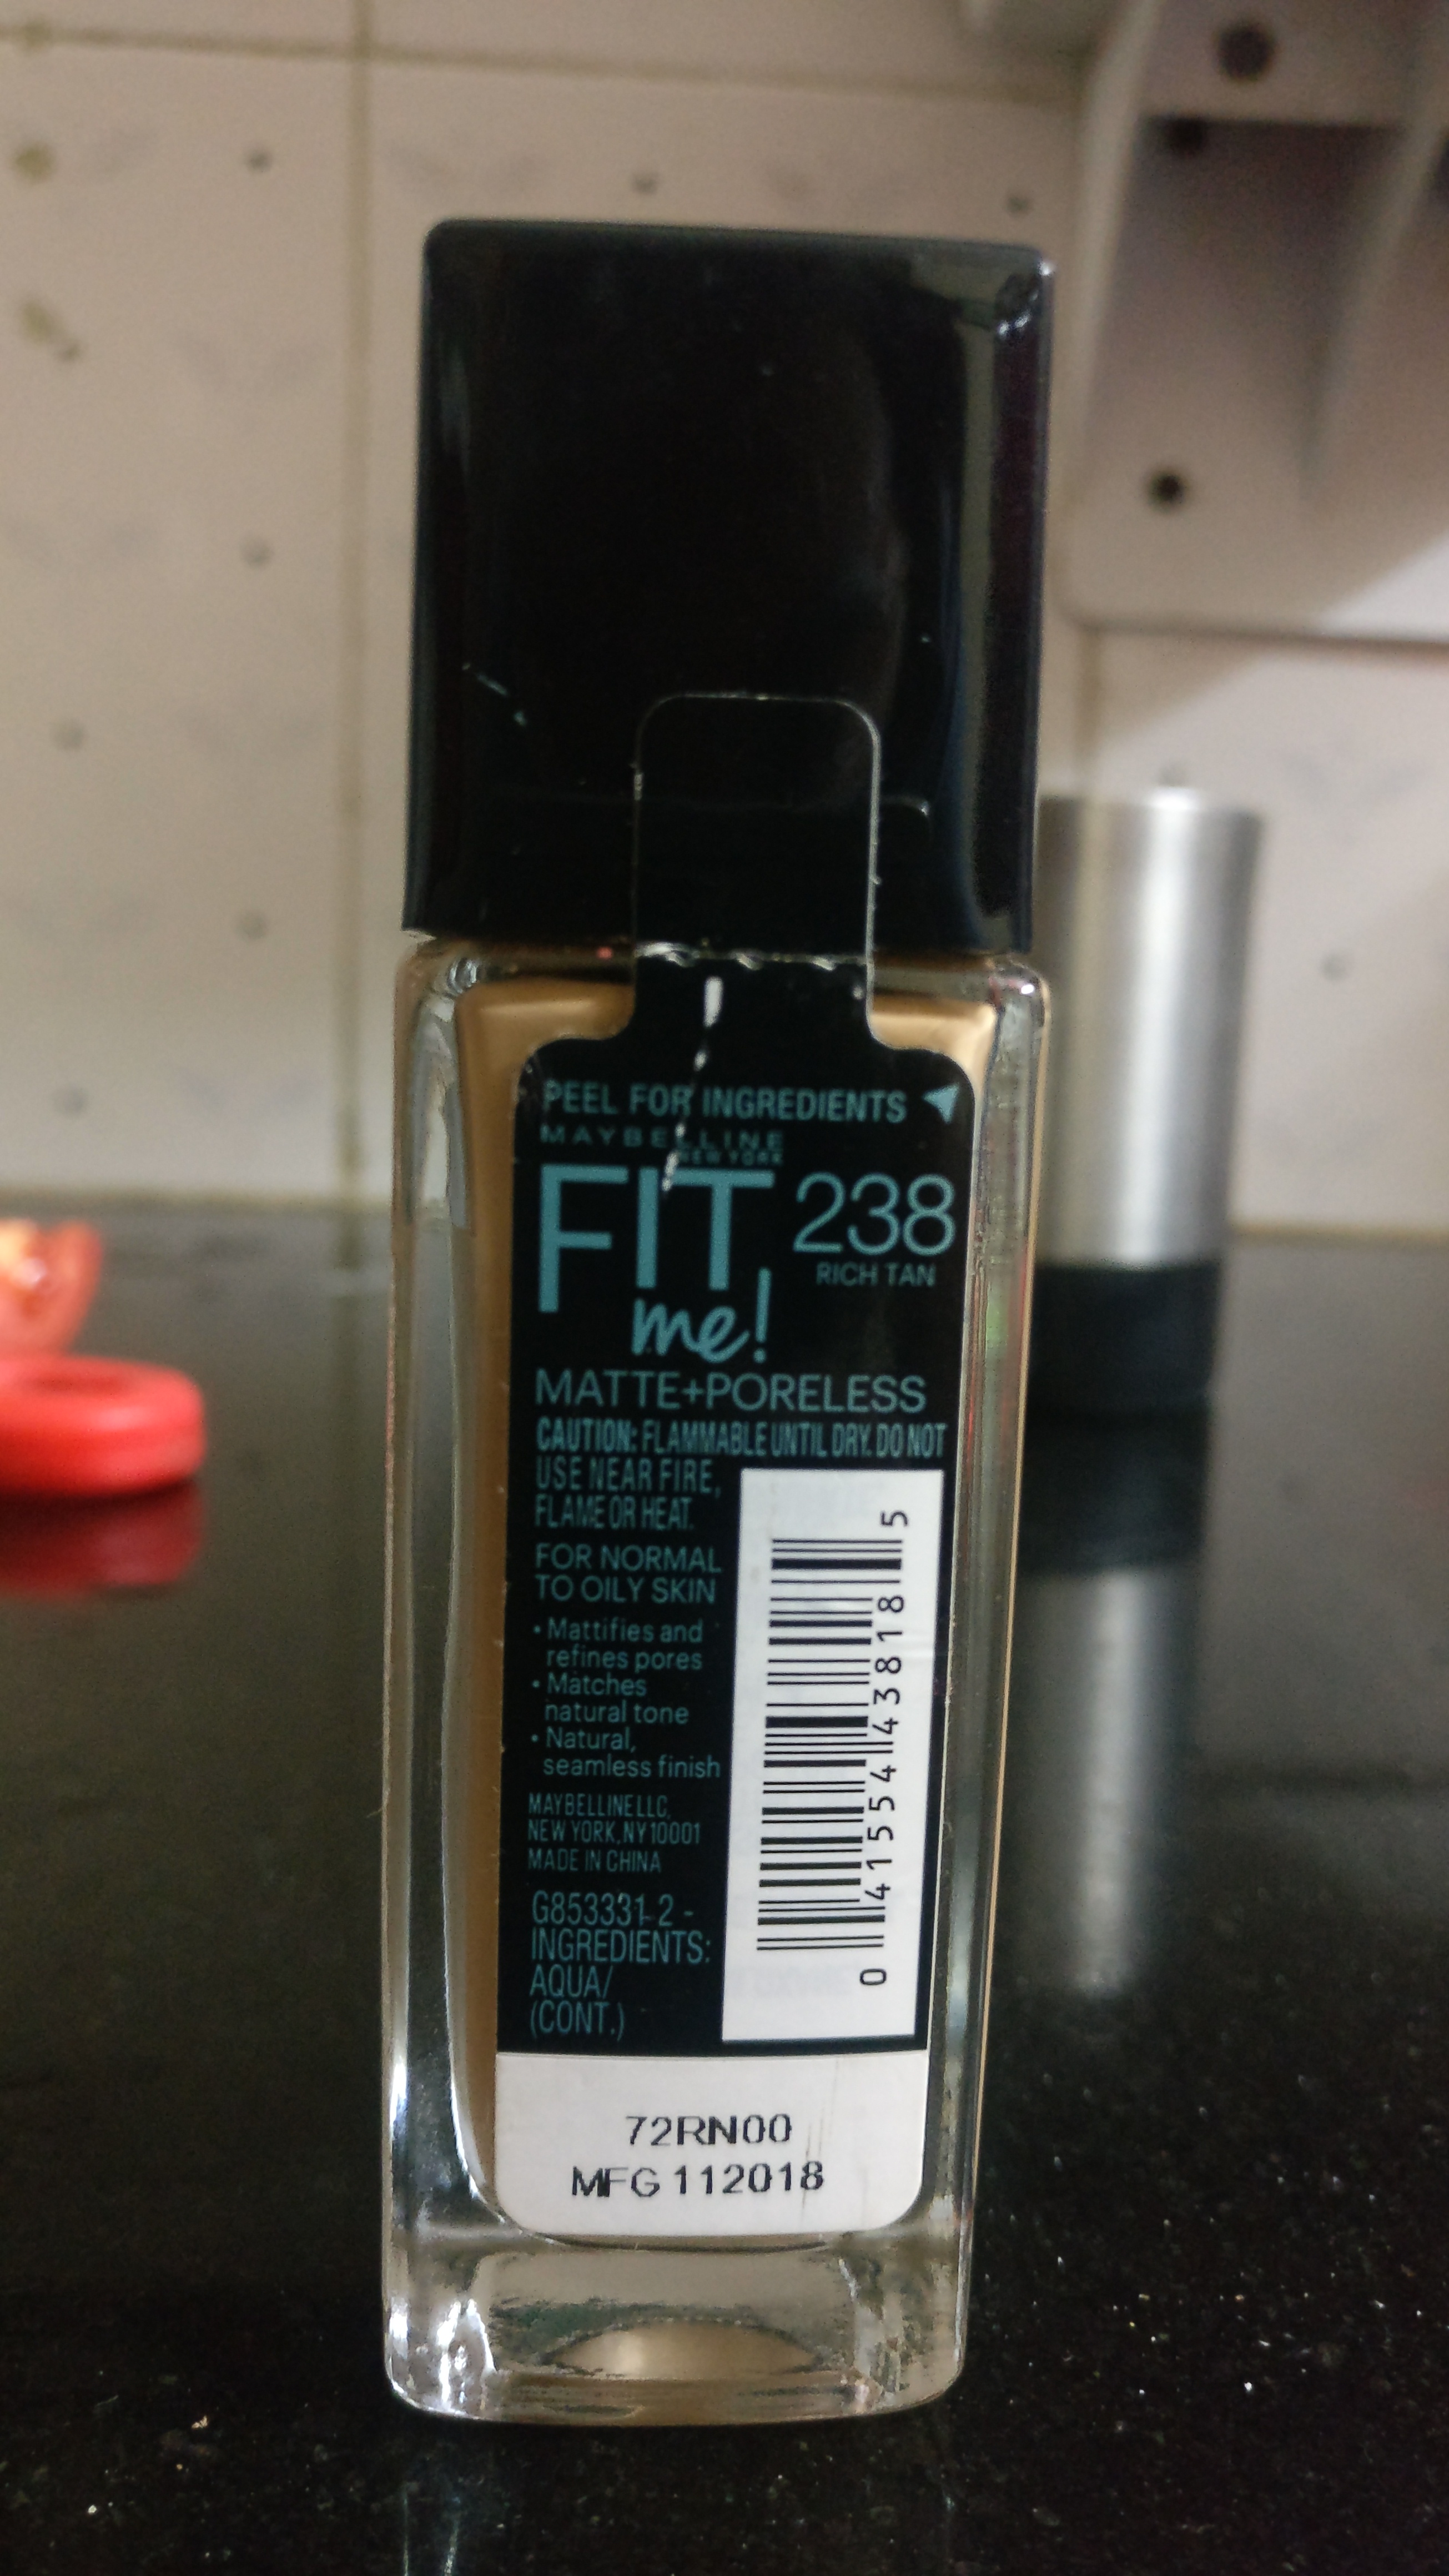 PEEL FOR INGREDIENTS
MAYBELLINE
NEW YORK
FIT 238
RICH TAN
me!
MATTE+PORELESS
CAUTION: FLAMMABLE UNTIL DRY. DO NOT
USE NEAR FIRE,
FLAME OR HEAT.
FOR NORMAL
TO OILY SKIN
• Mattifies and
refines pores
• Matches
natural tone
• Natural,
seamless finish
MAYBELLINE LLC,
NEW YORK, NY 10001
MADE IN CHINA
G853331-2 -
INGREDIENTS:
AQUA/
(CONT.)
0 41554 43818 5
72RN00
MFG 112018